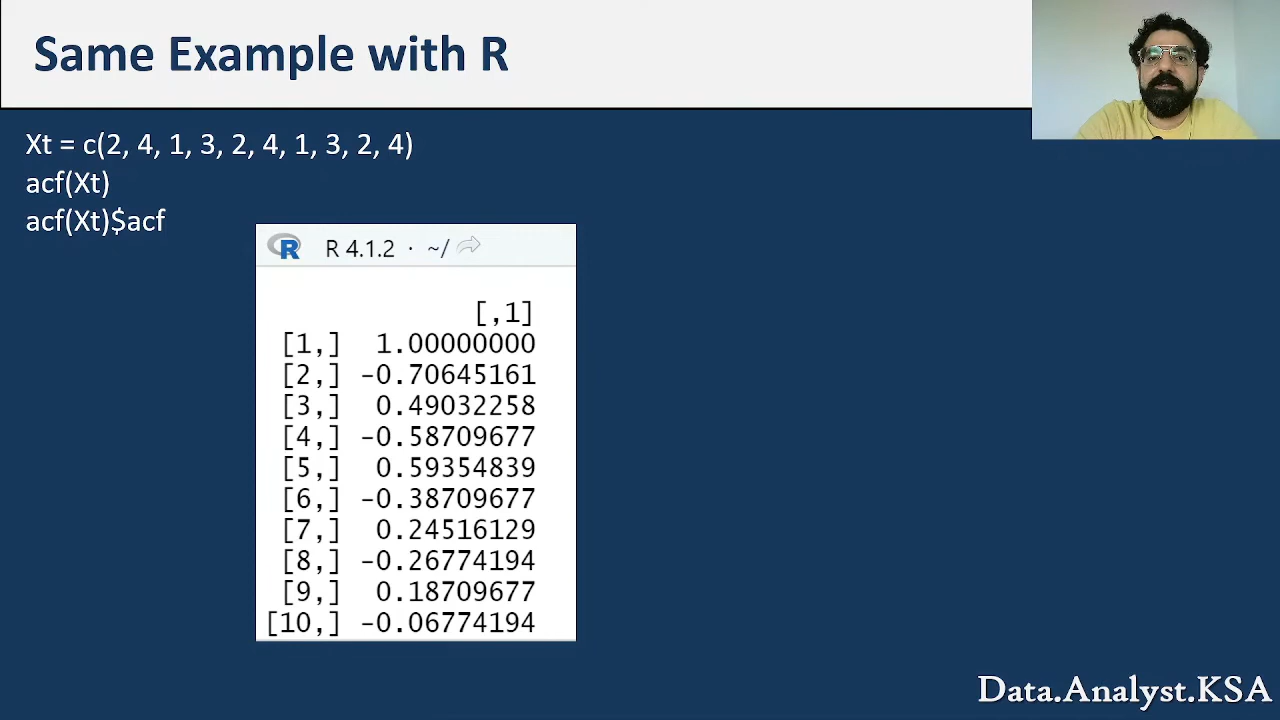 Same Example with R
Xt = c(2, 4, 1, 3, 2, 4, 1, 3, 2, 4)
acf(Xt)
acf(Xt)$acf
R R 4.1.2 · ~/
[,1]
[1,] 1.00000000
[2,] -0.70645161
[3,] 0.49032258
[4,] -0.58709677
[5,] 0.59354839
[6,] -0.38709677
[7,] 0.24516129
[8,] -0.26774194
[9,] 0.18709677
[10,] -0.06774194
Data.Analyst.KSA